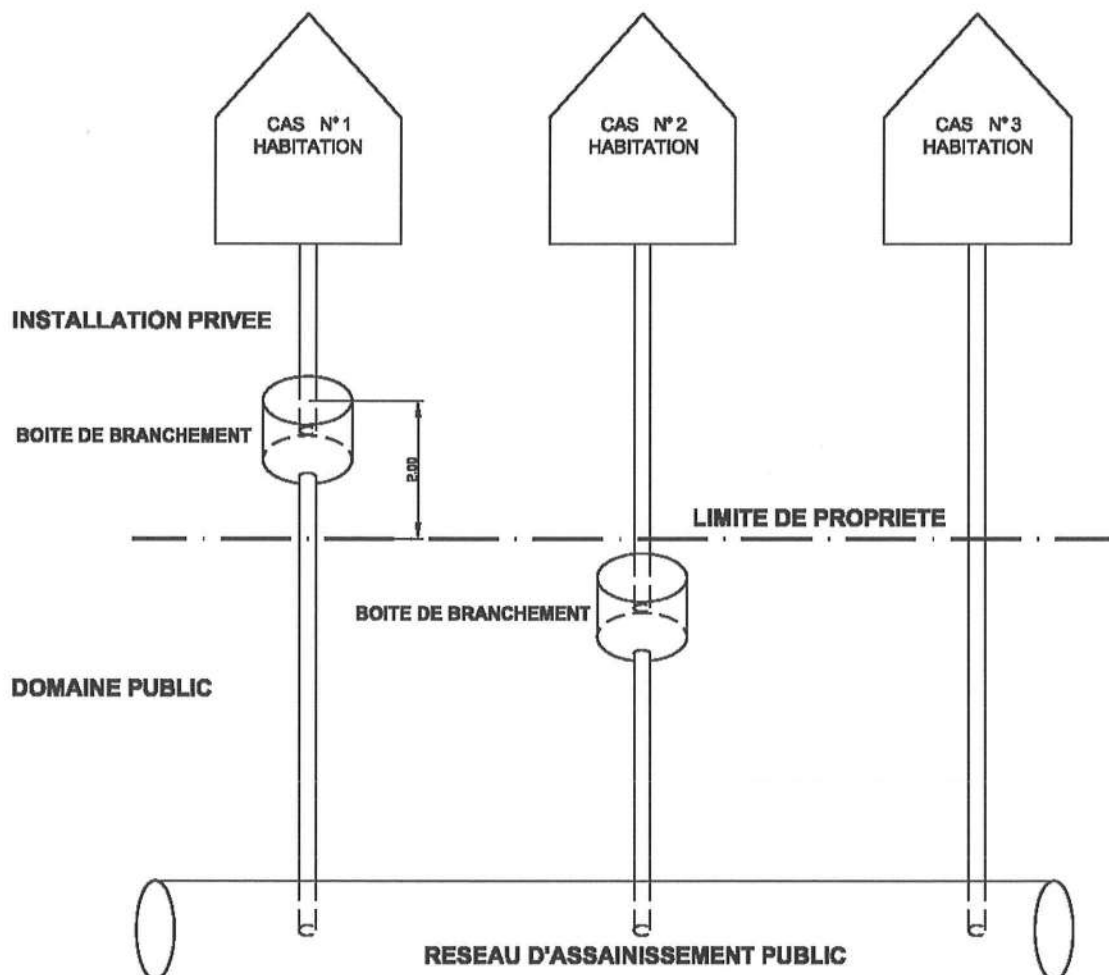 CAS N°1
HABITATION
CAS N°2
HABITATION
CAS N°3
HABITATION
INSTALLATION PRIVEE
BOITE DE BRANCHEMENT
2.00
LIMITE DE PROPRIETE
BOITE DE BRANCHEMENT
DOMAINE PUBLIC
RESEAU D'ASSAINISSEMENT PUBLIC